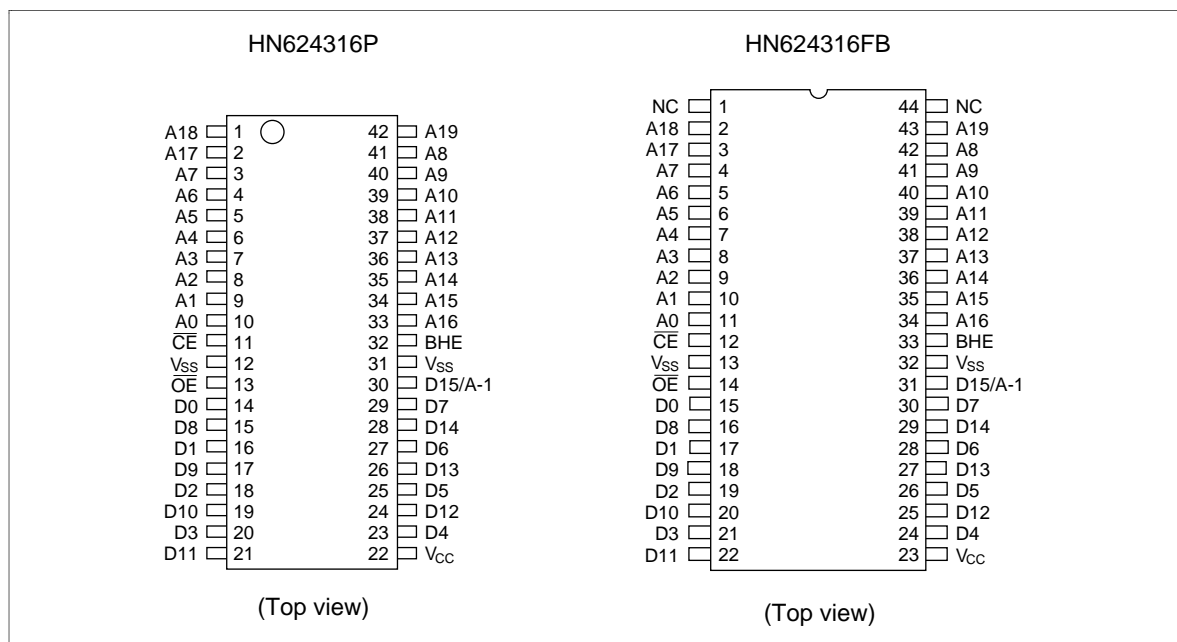 HN624316P
A18 1 42 A19
A17 2 41 A8
A7 3 40 A9
A6 4 39 A10
A5 5 38 A11
A4 6 37 A12
A3 7 36 A13
A2 8 35 A14
A1 9 34 A15
A0 10 33 A16
C̅E̅ 11 32 BHE
VSS 12 31 VSS
O̅E̅ 13 30 D15/A-1
D0 14 29 D7
D8 15 28 D14
D1 16 27 D6
D9 17 26 D13
D2 18 25 D5
D10 19 24 D12
D3 20 23 D4
D11 21 22 VCC
(Top view)
HN624316FB
NC 1 44 NC
A18 2 43 A19
A17 3 42 A8
A7 4 41 A9
A6 5 40 A10
A5 6 39 A11
A4 7 38 A12
A3 8 37 A13
A2 9 36 A14
A1 10 35 A15
A0 11 34 A16
C̅E̅ 12 33 BHE
VSS 13 32 VSS
O̅E̅ 14 31 D15/A-1
D0 15 30 D7
D8 16 29 D14
D1 17 28 D6
D9 18 27 D13
D2 19 26 D5
D10 20 25 D12
D3 21 24 D4
D11 22 23 VCC
(Top view)